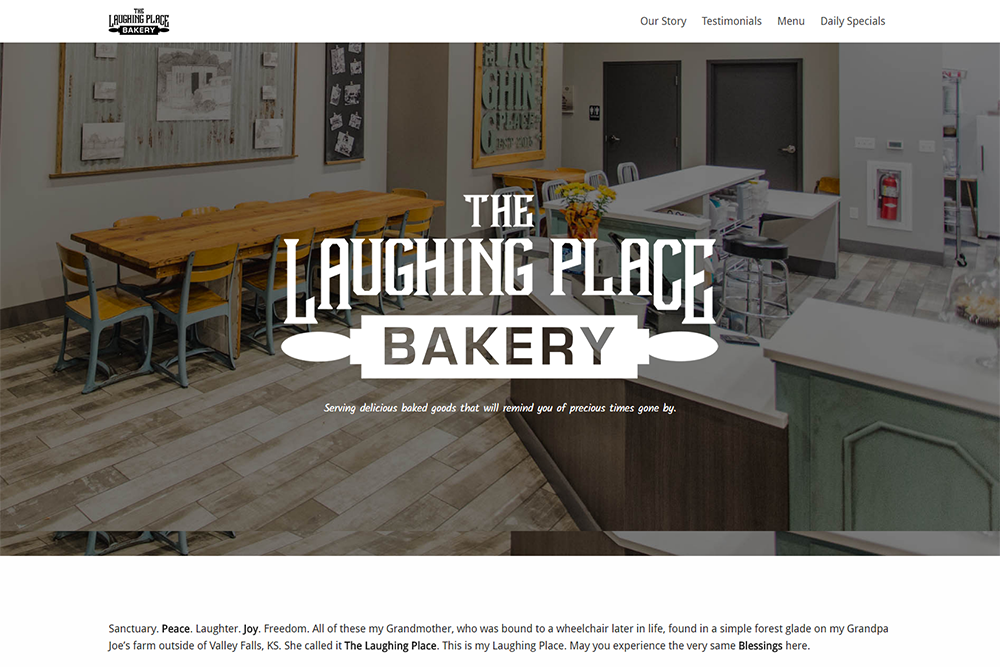 THE
LAUGHING PLACE
BAKERY
Our Story Testimonials Menu Daily Specials
LAUGHING
PLACE
THE
LAUGHING PLACE
BAKERY
Serving delicious baked goods that will remind you of precious times gone by.
Sanctuary. Peace. Laughter. Joy. Freedom. All of these my Grandmother, who was bound to a wheelchair later in life, found in a simple forest glade on my Grandpa
Joe's farm outside of Valley Falls, KS. She called it The Laughing Place. This is my Laughing Place. May you experience the very same Blessings here.